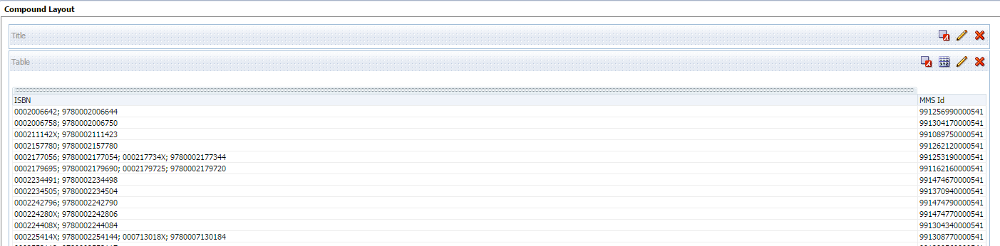 Compound Layout
Title
Table
ISBN MMS Id
0002006642; 9780002006644 991256990000541
0002006758; 9780002006750 991304170000541
000211142X; 9780002111423 991089750000541
0002157780; 9780002157780 991262120000541
0002177056; 9780002177054; 000217734X; 9780002177344 991253190000541
0002179695; 9780002179690; 0002179725; 9780002179720 991162160000541
0002234491; 9780002234498 991474670000541
0002234505; 9780002234504 991370940000541
0002242796; 9780002242790 991474790000541
000224280X; 9780002242806 991474770000541
000224408X; 9780002244084 991304340000541
000225414X; 9780002254144; 000713018X; 9780007130184 991308770000541